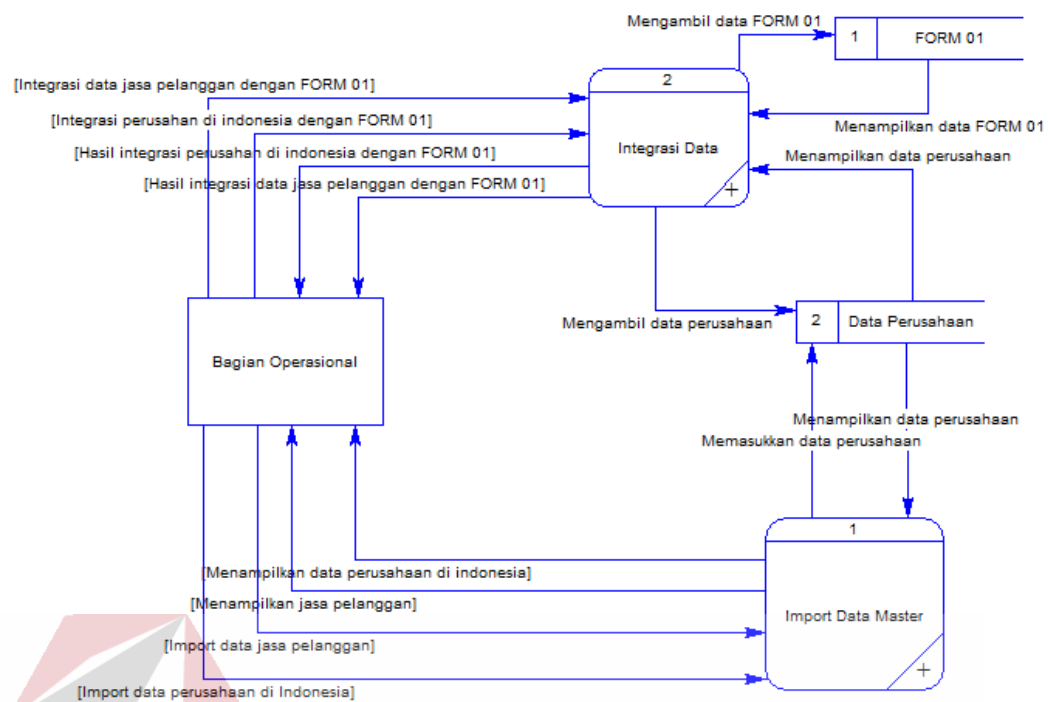 Mengambil data FORM 01
1 FORM 01
2
[Integrasi data jasa pelanggan dengan FORM 01]
[Integrasi perusahan di indonesia dengan FORM 01]
Menampilkan data FORM 01
Integrasi Data
[Hasil integrasi perusahan di indonesia dengan FORM 01]
Menampilkan data perusahaan
[Hasil integrasi data jasa pelanggan dengan FORM 01]
+
Mengambil data perusahaan
2 Data Perusahaan
Bagian Operasional
Menampilkan data perusahaan
Memasukkan data perusahaan
1
[Menampilkan data perusahaan di indonesia]
[Menampilkan jasa pelanggan]
Import Data Master
[Import data jasa pelanggan]
+
[Import data perusahaan di Indonesia]